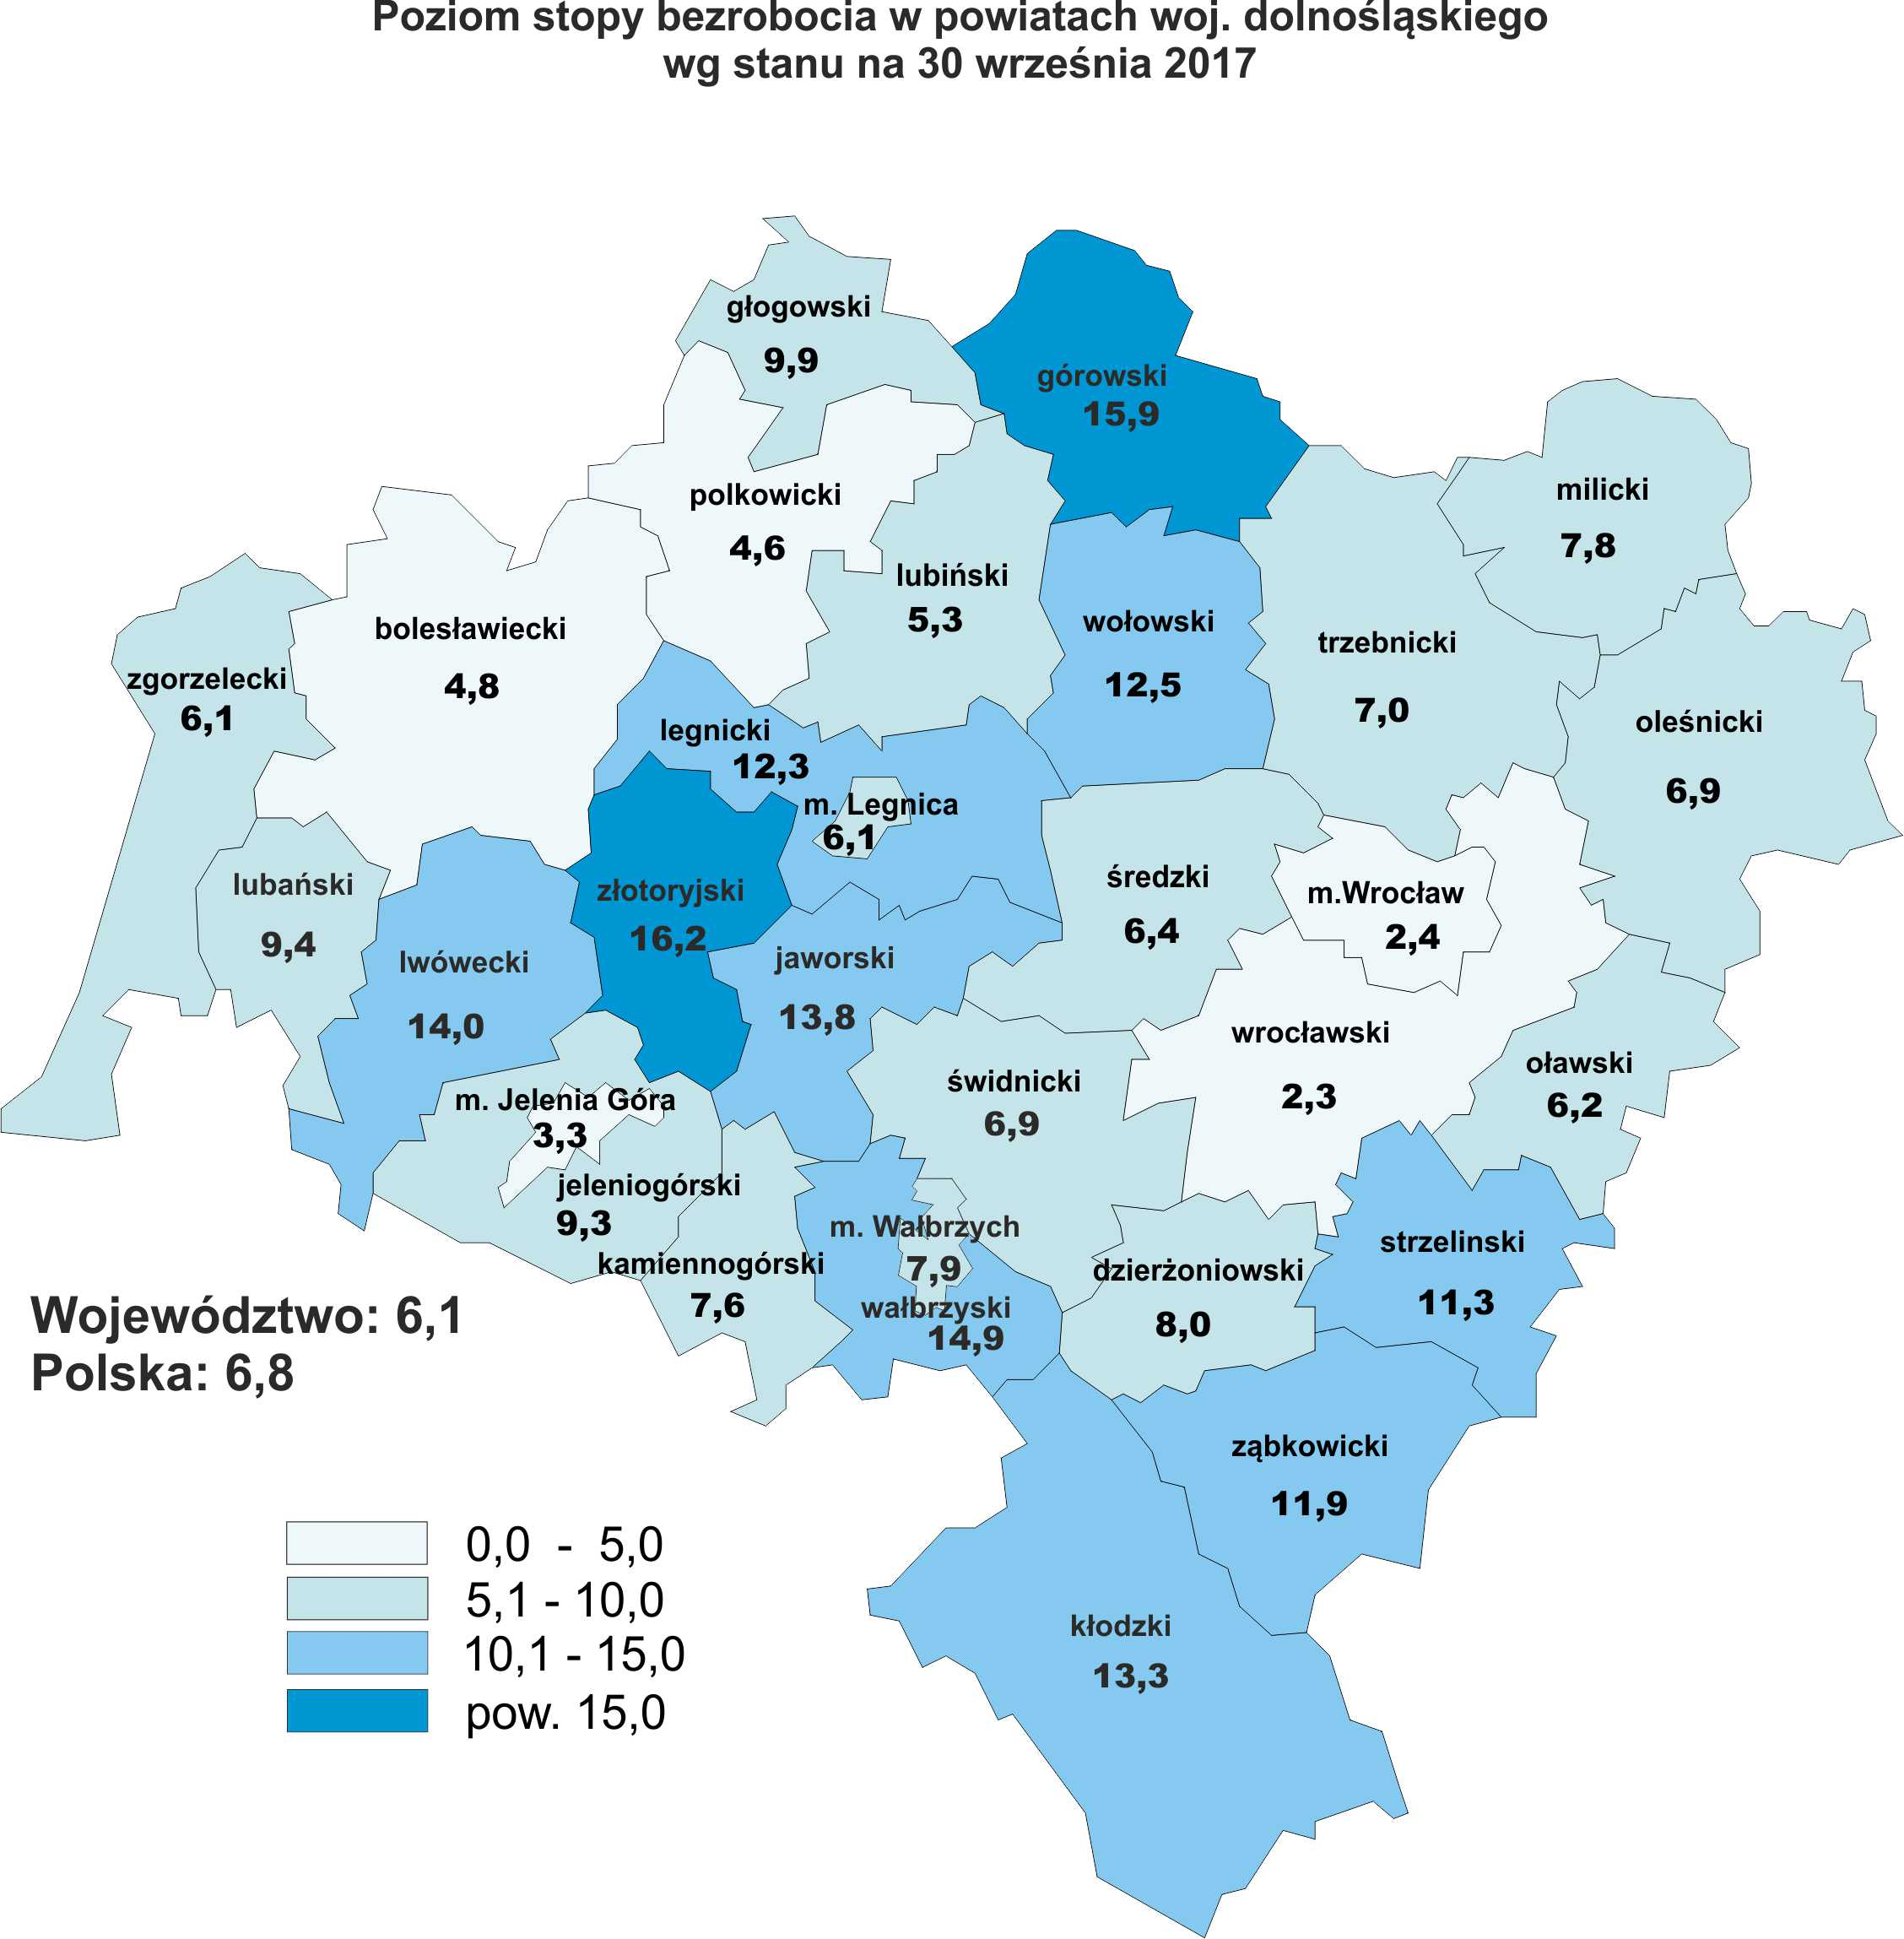 Poziom stopy bezrobocia w powiatach woj. dolnośląskiego
wg stanu na 30 września 2017
głogowski
9,9
górowski
15,9
polkowicki
4,6
milicki
7,8
lubiński
5,3
wołowski
12,5
trzebnicki
7,0
bolesławiecki
4,8
zgorzelecki
6,1
oleśnicki
6,9
legnicki
12,3
m. Legnica
6,1
lubański
9,4
złotoryjski
16,2
średzki
6,4
m.Wrocław
2,4
lwówecki
14,0
jaworski
13,8
wrocławski
2,3
oławski
6,2
świdnicki
6,9
m. Jelenia Góra
3,3
jeleniogórski
9,3
m. Wałbrzych
7,9
kamiennogórski
7,6
wałbrzyski
14,9
dzierżoniowski
8,0
strzelinski
11,3
Województwo: 6,1
Polska: 6,8
ząbkowicki
11,9
kłodzki
13,3
0,0 - 5,0
5,1 - 10,0
10,1 - 15,0
pow. 15,0